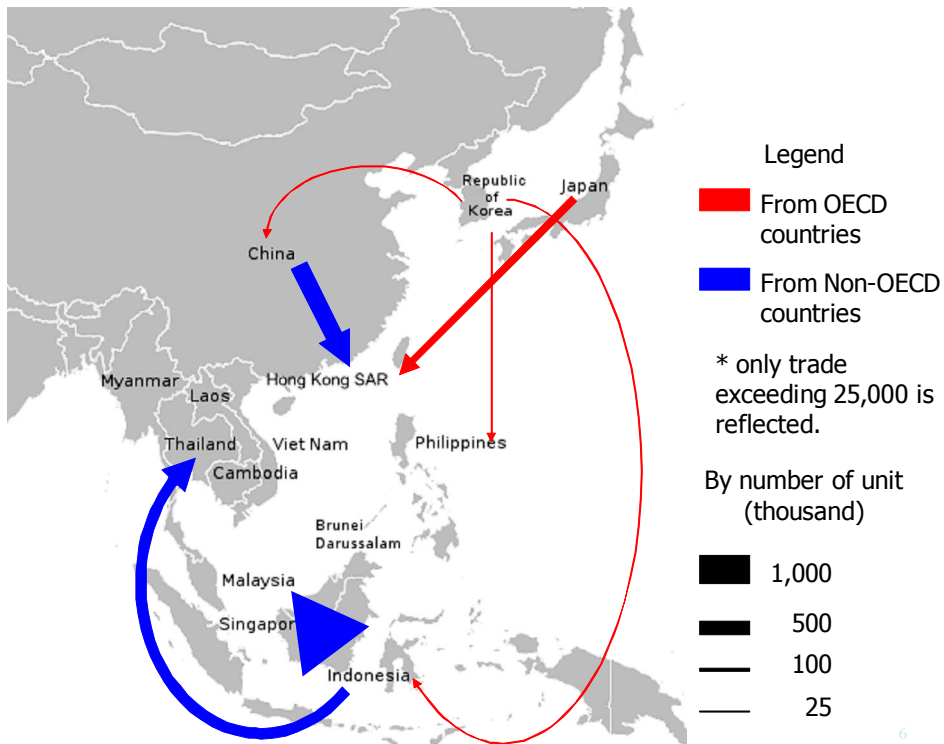 Republic
of
Korea
Japan
China
Myanmar
Hong Kong SAR
Laos
Thailand
Viet Nam
Philippines
Cambodia
Brunei
Darussalam
Malaysia
Singapor
Indonesia
Legend
From OECD
countries
From Non-OECD
countries
* only trade
exceeding 25,000 is
reflected.
By number of unit
(thousand)
1,000
500
100
25
6